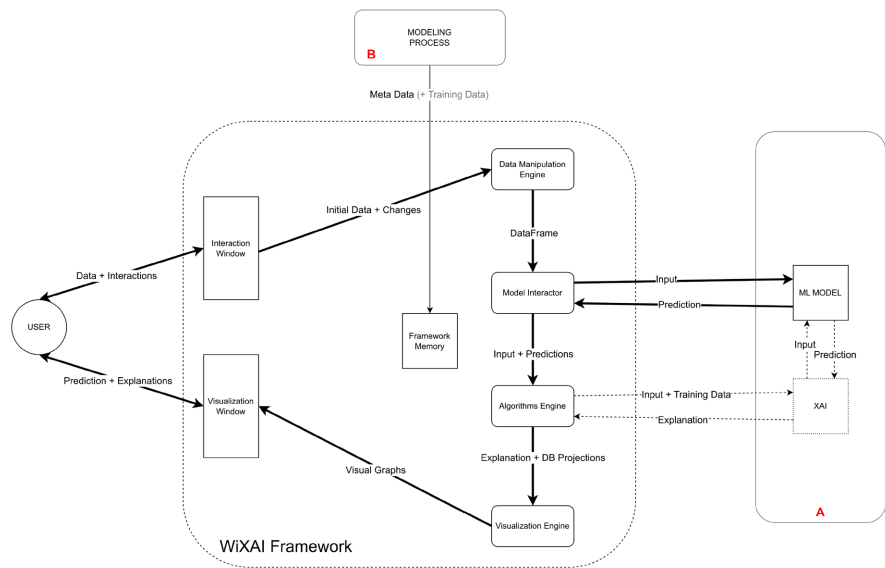 MODELING
PROCESS
B
Meta Data (+ Training Data)
Data Manipulation
Engine
Initial Data + Changes
Interaction
Window
DataFrame
Data + Interactions
Model Interactor
Input
ML MODEL
Prediction
USER
Framework
Memory
Input
Prediction
Input + Predictions
Prediction + Explanations
Visualization
Window
Algorithms Engine
Input + Training Data
XAI
Explanation
Explanation + DB Projections
Visual Graphs
Visualization Engine
A
WiXAI Framework